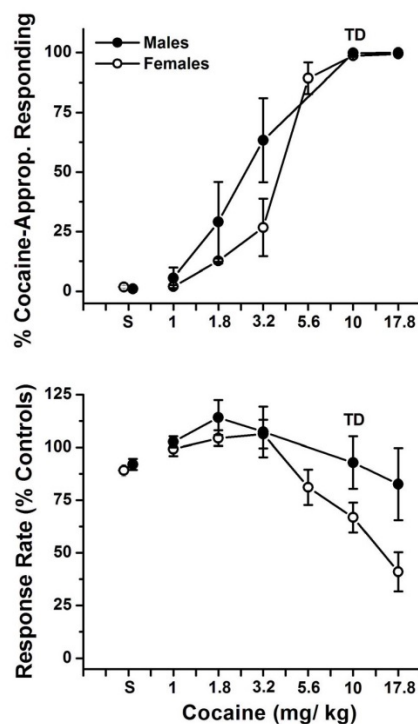 TD
Males
Females
100
75
50
25
0
% Cocaine-Approp. Responding
S 1 1.8 3.2 5.6 10 17.8
125
100
75
50
25
0
TD
Response Rate (% Controls)
S 1 1.8 3.2 5.6 10 17.8
Cocaine (mg/ kg)